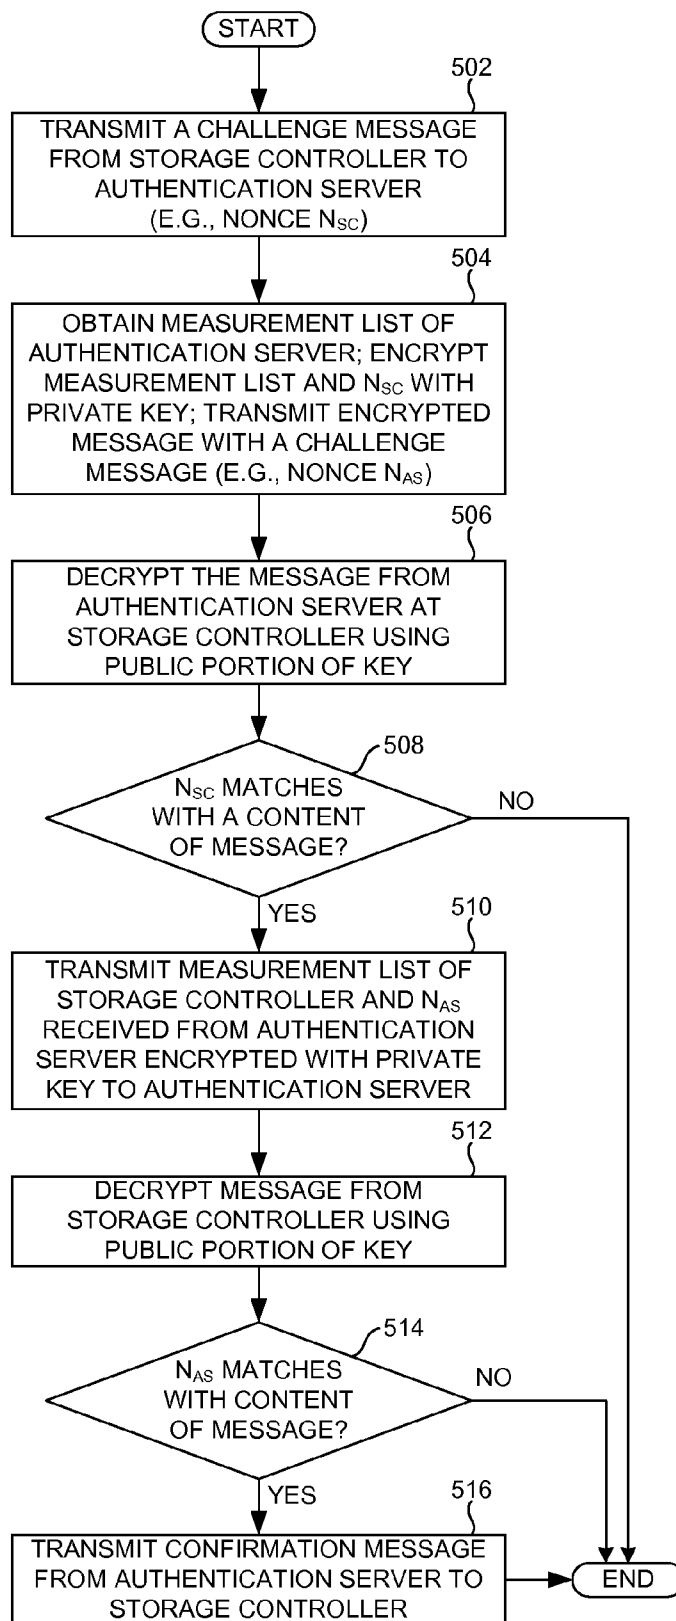 START
502
TRANSMIT A CHALLENGE MESSAGE
FROM STORAGE CONTROLLER TO
AUTHENTICATION SERVER
(E.G., NONCE NSC)
504
OBTAIN MEASUREMENT LIST OF
AUTHENTICATION SERVER; ENCRYPT
MEASUREMENT LIST AND NSC WITH
PRIVATE KEY; TRANSMIT ENCRYPTED
MESSAGE WITH A CHALLENGE
MESSAGE (E.G., NONCE NAS)
506
DECRYPT THE MESSAGE FROM
AUTHENTICATION SERVER AT
STORAGE CONTROLLER USING
PUBLIC PORTION OF KEY
508
NSC MATCHES
WITH A CONTENT
OF MESSAGE?
NO
YES
510
TRANSMIT MEASUREMENT LIST OF
STORAGE CONTROLLER AND NAS
RECEIVED FROM AUTHENTICATION
SERVER ENCRYPTED WITH PRIVATE
KEY TO AUTHENTICATION SERVER
512
DECRYPT MESSAGE FROM
STORAGE CONTROLLER USING
PUBLIC PORTION OF KEY
514
NAS MATCHES
WITH CONTENT
OF MESSAGE?
NO
YES
516
TRANSMIT CONFIRMATION MESSAGE
FROM AUTHENTICATION SERVER TO
STORAGE CONTROLLER
END